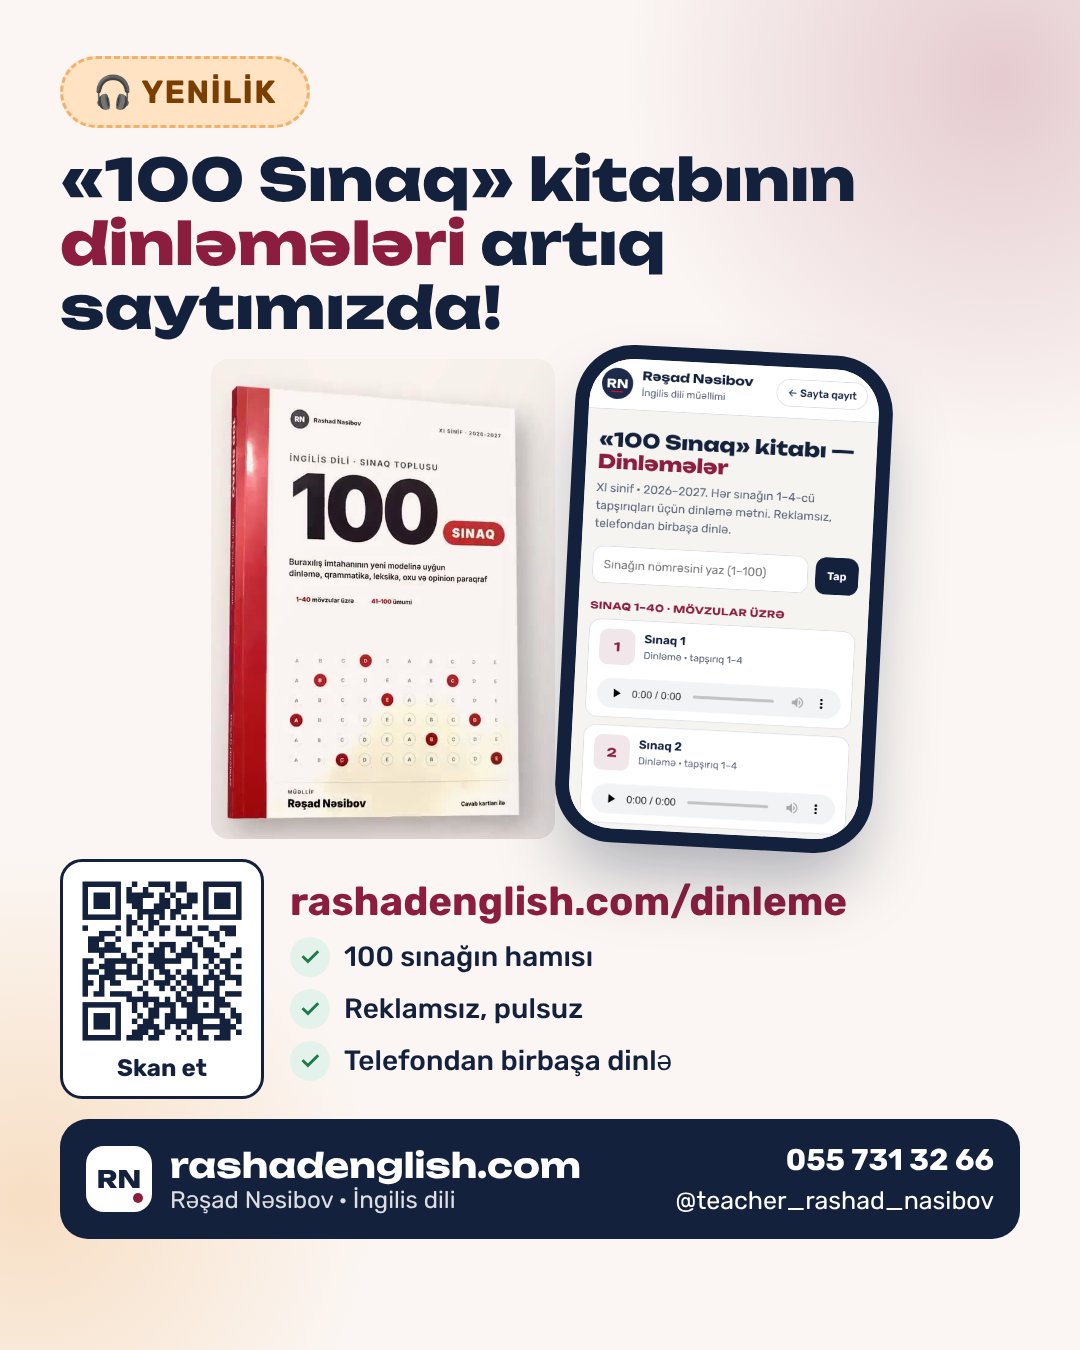 🎧 YENİLİK
«100 Sınaq» kitabının
dinləmələri artıq
saytımızda!
RN Rashad Nasibov
XI SİNİF · 2026-2027
İNGİLİS DİLİ · SINAQ TOPLUSU
100 SINAQ
Buraxılış imtahanının yeni modelinə uyğun
dinləmə, qrammatika, leksika, oxu və opinion paraqraf
1-40 mövzular üzrə 41-100 ümumi
A B C D E A B C D E
A B C D E A B C D E
A B C D E A B C D E
A B C D E A B C D E
A B C D E A B C D E
A B C D E A B C D E
MÜƏLLİF
Rəşad Nəsibov
Cavab kartları ilə
RN Rəşad Nəsibov
İngilis dili müəllimi
← Sayta qayıt
«100 Sınaq» kitabı —
Dinləmələr
XI sinif • 2026-2027. Hər sınağın 1-4-cü
tapşırıqları üçün dinləmə mətni. Reklamsız,
telefondan birbaşa dinlə.
Sınağın nömrəsini yaz (1-100)
Tap
SINAQ 1-40 · MÖVZULAR ÜZRƏ
1 Sınaq 1
Dinləmə • tapşırıq 1-4
0:00 / 0:00
2 Sınaq 2
Dinləmə • tapşırıq 1-4
0:00 / 0:00
Skan et
rashadenglish.com/dinleme
100 sınağın hamısı
Reklamsız, pulsuz
Telefondan birbaşa dinlə
RN
rashadenglish.com
Rəşad Nəsibov • İngilis dili
055 731 32 66
@teacher_rashad_nasibov